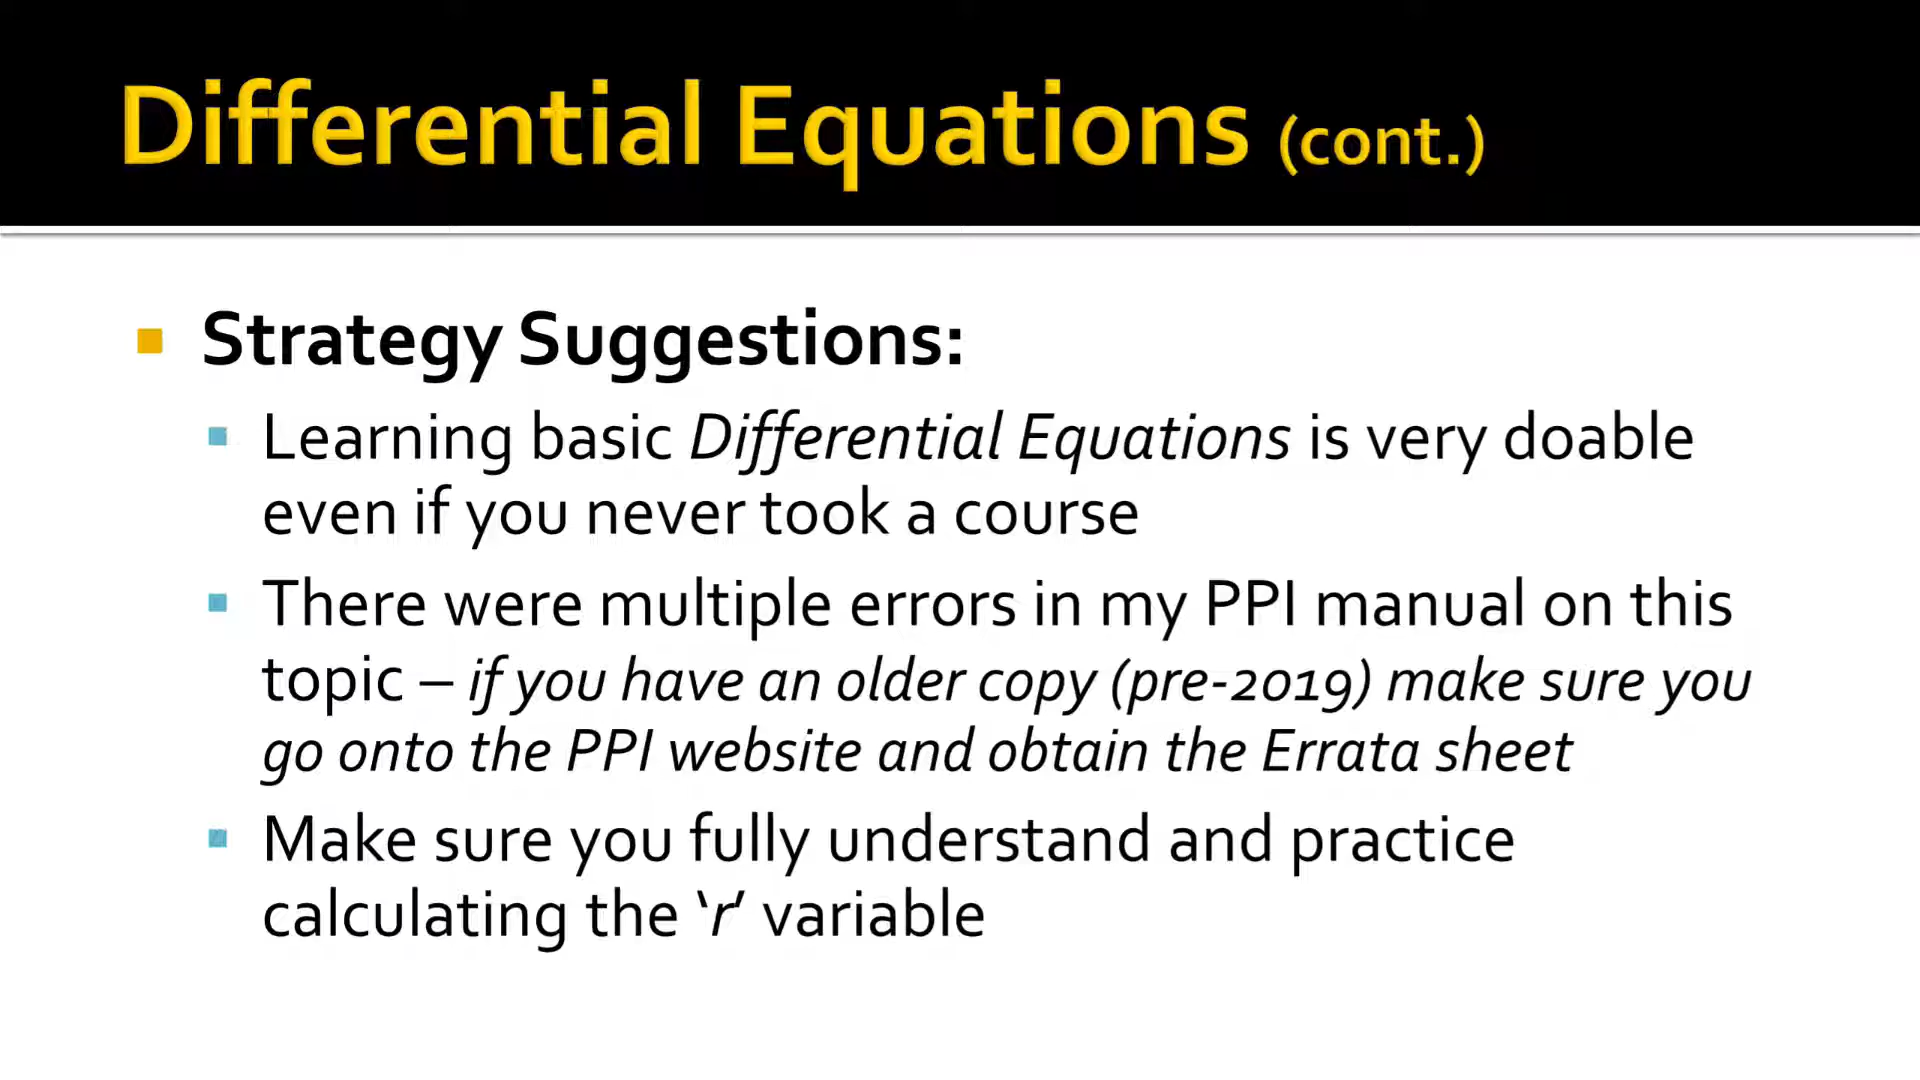 Differential Equations (cont.)
Strategy Suggestions:
Learning basic Differential Equations is very doable
even if you never took a course
There were multiple errors in my PPI manual on this
topic – if you have an older copy (pre-2019) make sure you
go onto the PPI website and obtain the Errata sheet
Make sure you fully understand and practice
calculating the ‘r’ variable